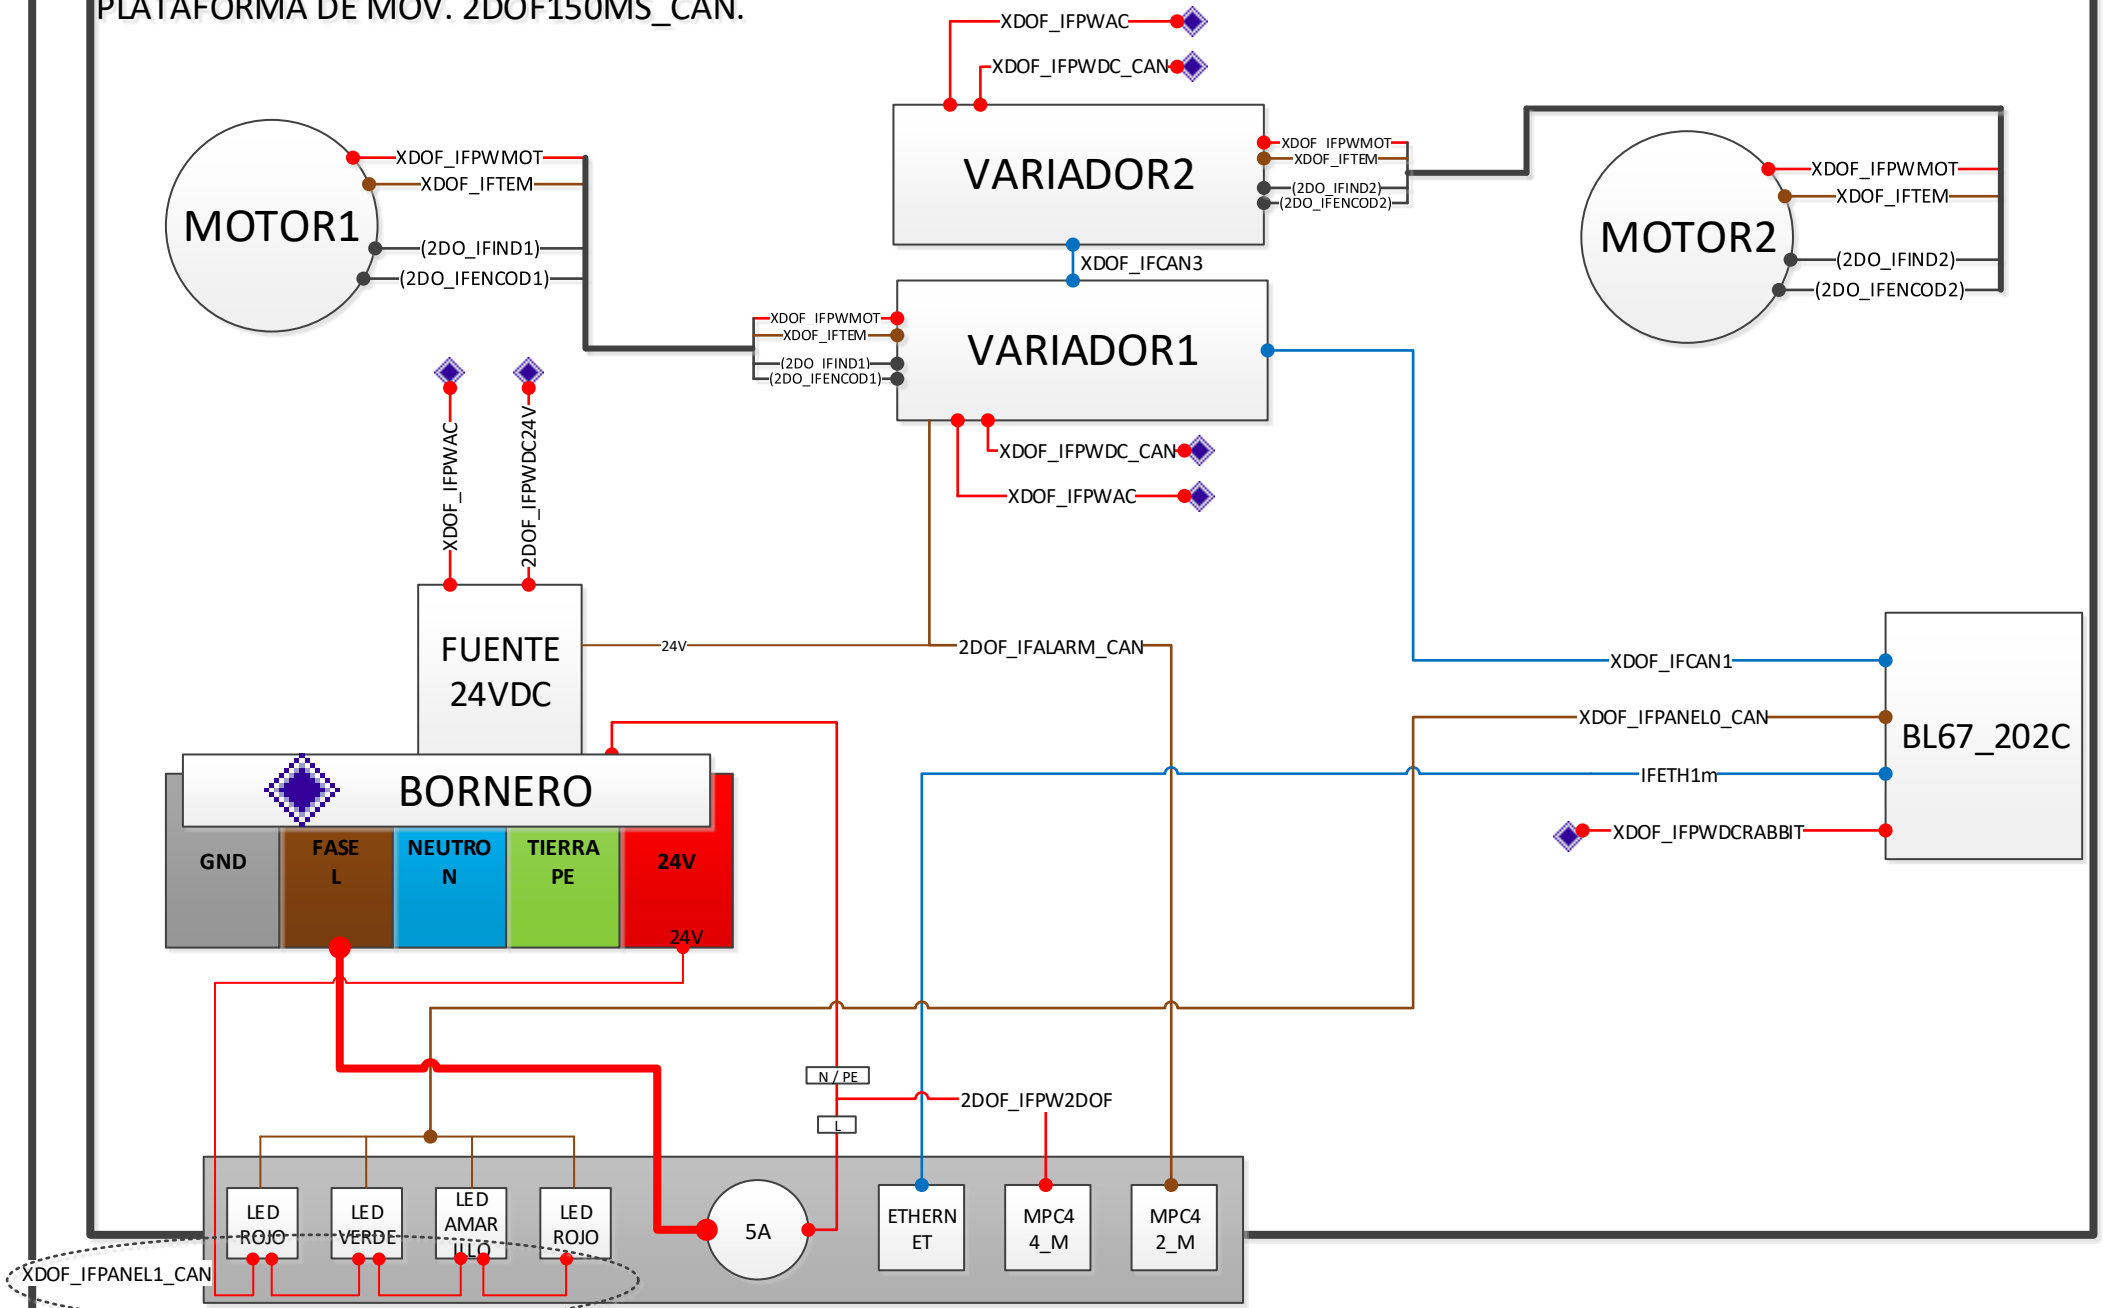 PLATAFORMA DE MOV. 2DOF150MS_CAN.
XDOF_IFPWAC
XDOF_IFPWDC_CAN
MOTOR1
XDOF_IFPWMOT
XDOF_IFTEM
(2DO_IFIND1)
(2DO_IFENCOD1)
VARIADOR2
XDOF_IFPWMOT
XDOF_IFTEM
(2DO_IFIND2)
(2DO_IFENCOD2)
MOTOR2
XDOF_IFPWMOT
XDOF_IFTEM
(2DO_IFIND2)
(2DO_IFENCOD2)
XDOF_IFCAN3
XDOF_IFPWMOT
XDOF_IFTEM
(2DO_IFIND1)
(2DO_IFENCOD1)
VARIADOR1
XDOF_IFPWDC_CAN
XDOF_IFPWAC
XDOF_IFPWAC
2DOF_IFPWDC24V
FUENTE
24VDC
24V
2DOF_IFALARM_CAN
XDOF_IFCAN1
XDOF_IFPANEL0_CAN
IFETH1m
XDOF_IFPWDCRABBIT
BL67_202C
BORNERO
GND
FASE
L
NEUTRO
N
TIERRA
PE
24V
24V
N / PE
L
2DOF_IFPW2DOF
LED
ROJO
LED
VERDE
LED
AMAR
ILLO
LED
ROJO
5A
ETHERN
ET
MPC4
4_M
MPC4
2_M
XDOF_IFPANEL1_CAN